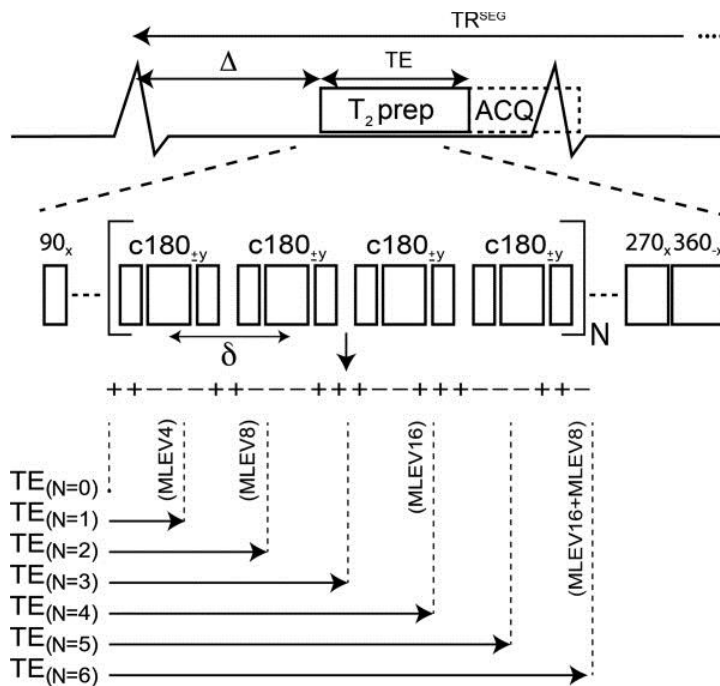 TR^SEG
Δ TE
T₂ prep ACQ
90ₓ c180±y c180±y c180±y c180±y 270ₓ360₋ₓ
δ N
++———++———+++——+++———++—
(MLEV4) (MLEV8) (MLEV16) (MLEV16+MLEV8)
TE(N=0)
TE(N=1)
TE(N=2)
TE(N=3)
TE(N=4)
TE(N=5)
TE(N=6)